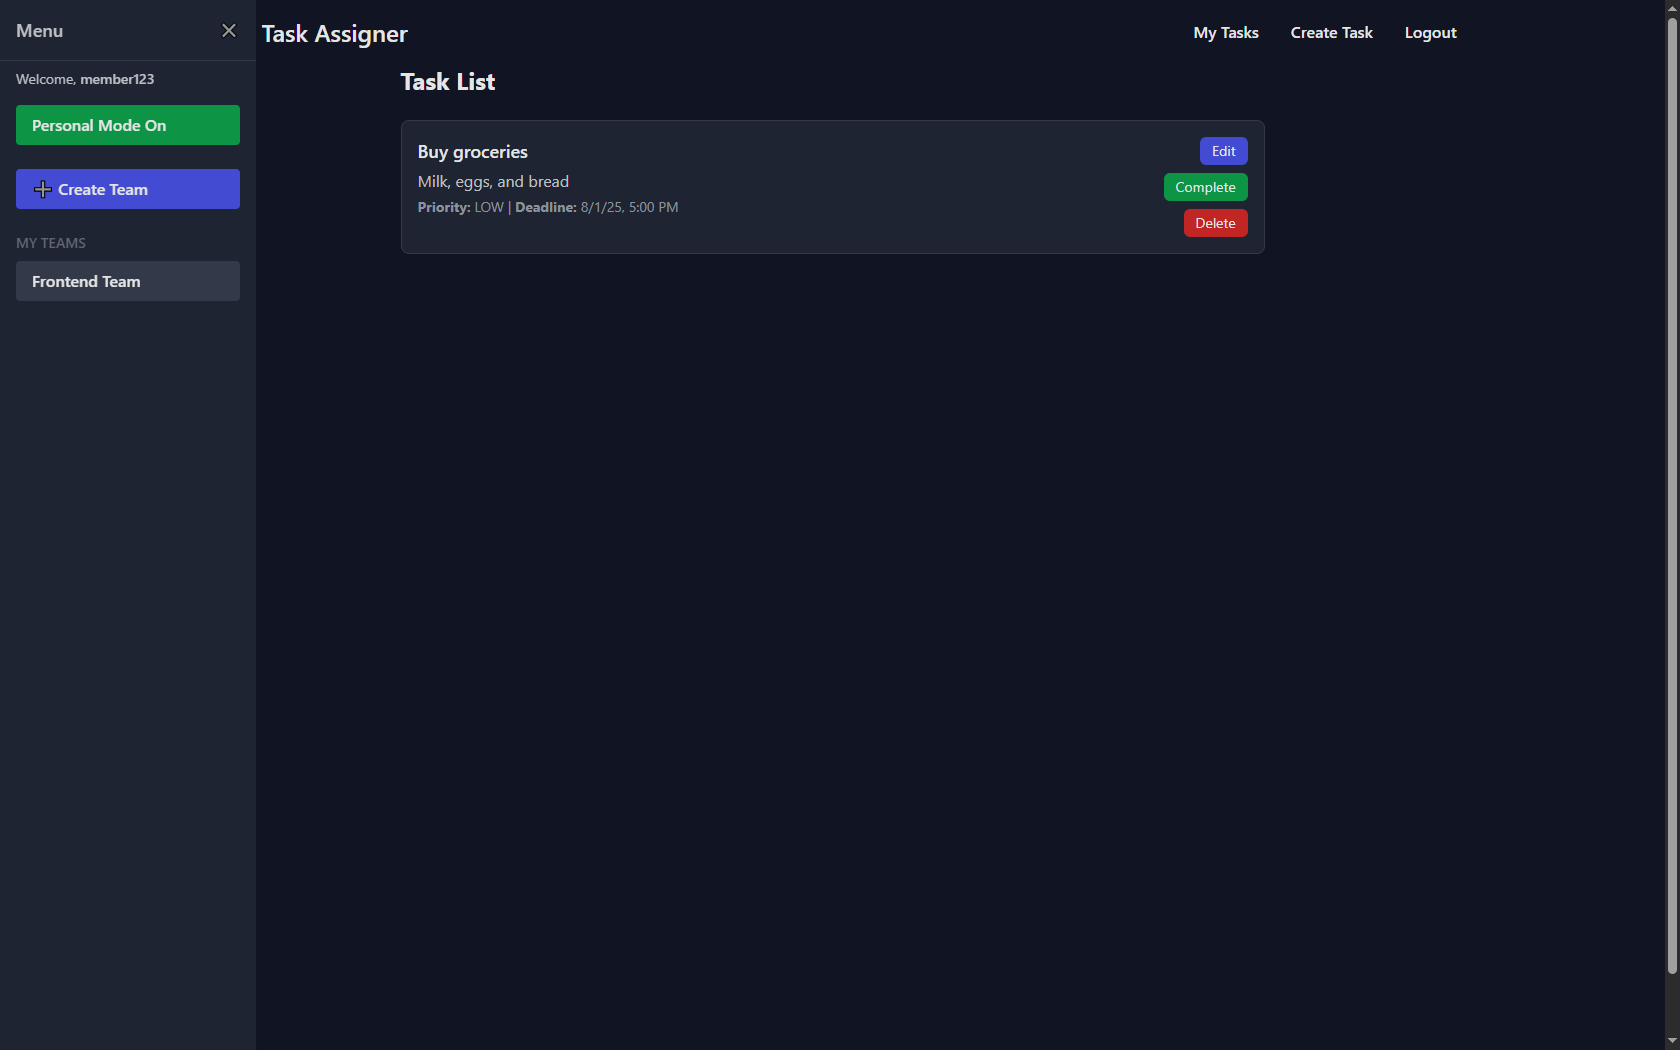 Menu
Welcome, member123
Personal Mode On
Create Team
MY TEAMS
Frontend Team
Task Assigner
My Tasks
Create Task
Logout
Task List
Buy groceries
Milk, eggs, and bread
Priority: LOW | Deadline: 8/1/25, 5:00 PM
Edit
Complete
Delete